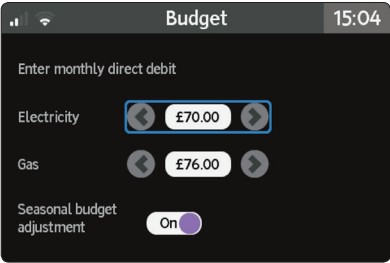 Budget
15:04
Enter monthly direct debit
Electricity
£70.00
Gas
£76.00
Seasonal budget
adjustment
On